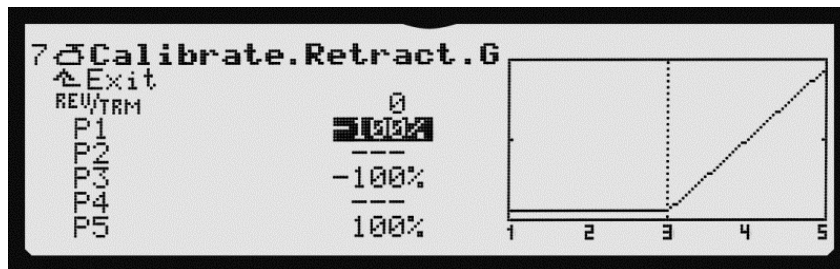 7 Calibrate.Retract.G
Exit
REV/TRM 0
P1 -100%
P2 ---
P3 -100%
P4 ---
P5 100%
1 2 3 4 5